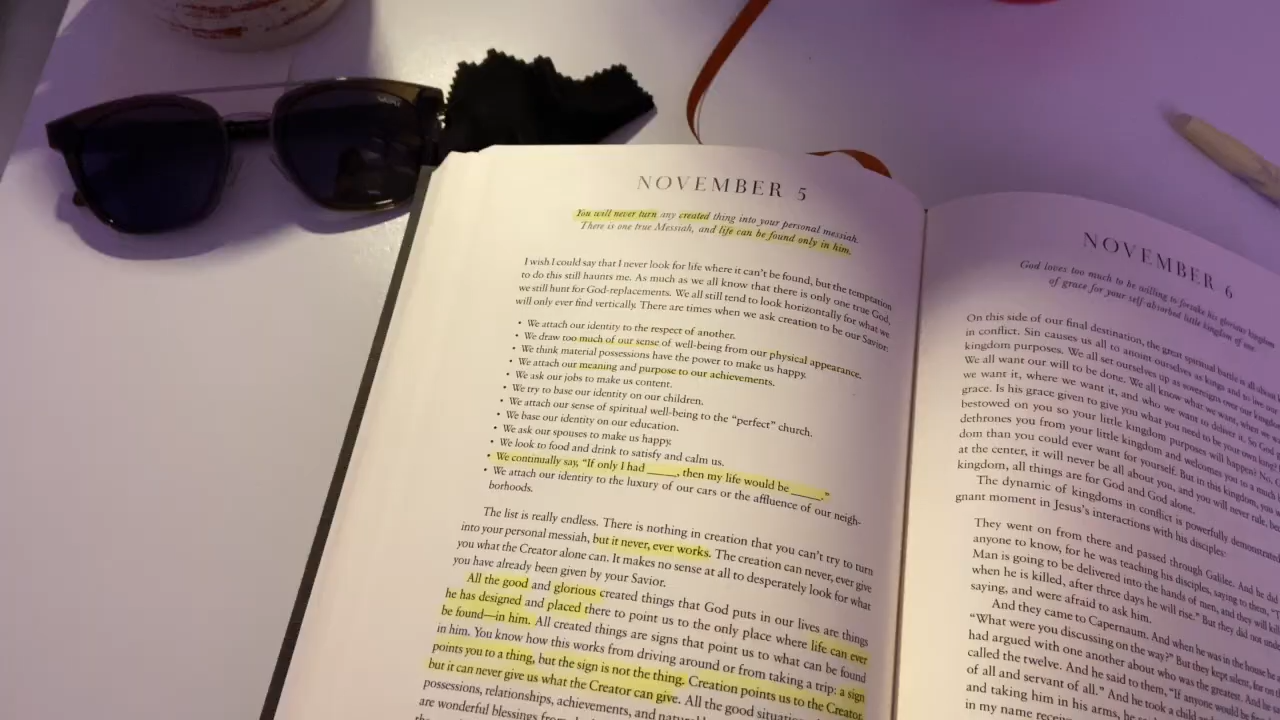 NOVEMBER 5
You will never turn any created thing into your personal messiah.
There is one true Messiah, and life can be found only in him.
I wish I could say that I never look for life where it can't be found, but the temptation
to do this still haunts me. As much as we all know that there is only one true God,
we still hunt for God-replacements. We all still tend to look horizontally for what we
will only ever find vertically. There are times when we ask creation to be our Savior:
• We attach our identity to the respect of another.
• We draw too much of our sense of well-being from our physical appearance.
• We think material possessions have the power to make us happy.
• We attach our meaning and purpose to our achievements.
• We ask our jobs to make us content.
• We try to base our identity on our children.
• We attach our sense of spiritual well-being to the “perfect” church.
• We base our identity on our education.
• We ask our spouses to make us happy.
• We look to food and drink to satisfy and calm us.
• We continually say, “If only I had _____, then my life would be _____.”
• We attach our identity to the luxury of our cars or the affluence of our neigh-
borhoods.
The list is really endless. There is nothing in creation that you can't try to turn
into your personal messiah, but it never, ever works. The creation can never, ever give
you what the Creator alone can. It makes no sense at all to desperately look for what
you have already been given by your Savior.
All the good and glorious created things that God puts in our lives are things
he has designed and placed there to point us to the only place where life can ever
be found—in him. All created things are signs that point us to what can be found
in him. You know how this works from driving around or from taking a trip: a sign
points you to a thing, but the sign is not the thing. Creation points us to the Creator,
but it can never give us what the Creator can give. All the good situations,
possessions, relationships, achievements, and natural
are wonderful blessings from
NOVEMBER 6
God loves too much to be willing to forsake his glorious kingdom
of grace for your self-absorbed little kingdom of one.
On this side of our final destination, the great spiritual battle is all about
in conflict. Sin causes us all to anoint ourselves as kings and to live our
kingdom purposes. We all set ourselves up as sovereigns over our kingdom
We all want our will to be done. We all know what we want, when we
we want it, where we want it, and who we want to deliver it. So God
grace. Is his grace given to give you what you need to be your own king?
bestowed on you so your little kingdom purposes will happen? No,
dethrones you from your little kingdom and welcomes you to a much
dom than you could ever want for yourself. But in this kingdom, you
at the center, it will never be all about you, and you will never rule,
kingdom, all things are for God and God alone.
The dynamic of kingdoms in conflict is powerfully demonstrated
gnant moment in Jesus's interactions with his disciples:
They went on from there and passed through Galilee. And he did
anyone to know, for he was teaching his disciples, saying to them, “
Man is going to be delivered into the hands of men, and they will kill
when he is killed, after three days he will rise.” But they did not
saying, and were afraid to ask him.
And they came to Capernaum. And when he was in the house he
“What were you discussing on the way?” But they kept silent, for on
had argued with one another about who was the greatest. And he
called the twelve. And he said to them, “If anyone would be
of all and servant of all.” And he took a child
and taking him in his arms, he
in my name